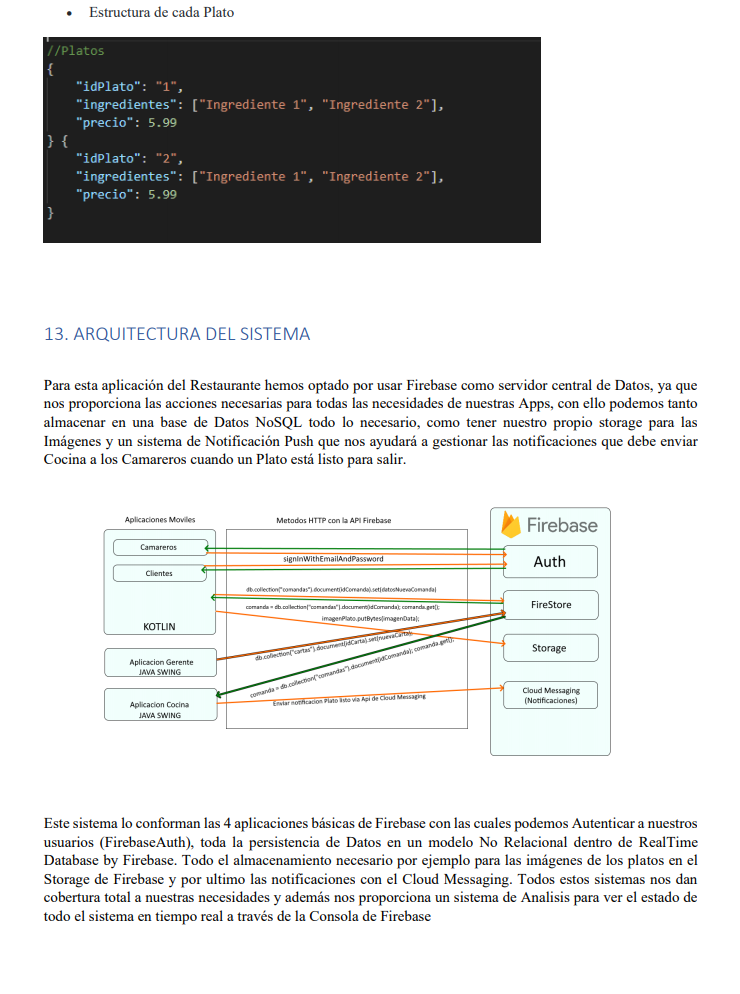 • Estructura de cada Plato
//Platos
{
"idPlato": "1",
"ingredientes": ["Ingrediente 1", "Ingrediente 2"],
"precio": 5.99
} {
"idPlato": "2",
"ingredientes": ["Ingrediente 1", "Ingrediente 2"],
"precio": 5.99
}
13. ARQUITECTURA DEL SISTEMA
Para esta aplicación del Restaurante hemos optado por usar Firebase como servidor central de Datos, ya que
nos proporciona las acciones necesarias para todas las necesidades de nuestras Apps, con ello podemos tanto
almacenar en una base de Datos NoSQL todo lo necesario, como tener nuestro propio storage para las
Imágenes y un sistema de Notificación Push que nos ayudará a gestionar las notificaciones que debe enviar
Cocina a los Camareros cuando un Plato está listo para salir.
Aplicaciones Moviles
Metodos HTTP con la API Firebase
Firebase
Camareros
Clientes
KOTLIN
signInWithEmailAndPassword
Auth
db.collection("comandas").document(idComanda).set(datosNuevaComanda)
comanda = db.collection("comandas").document(idComanda); comanda.get();
FireStore
imagenPlato.putBytes(imagenData);
Storage
Aplicacion Gerente
JAVA SWING
db.collection("cartas").document(idCarta).set(nuevaCarta);
comanda = db.collection("comandas").document(idComanda); comanda.get();
Aplicacion Cocina
JAVA SWING
Enviar notificacion Plato listo via Api de Cloud Messaging
Cloud Messaging
(Notificaciones)
Este sistema lo conforman las 4 aplicaciones básicas de Firebase con las cuales podemos Autenticar a nuestros
usuarios (FirebaseAuth), toda la persistencia de Datos en un modelo No Relacional dentro de RealTime
Database by Firebase. Todo el almacenamiento necesario por ejemplo para las imágenes de los platos en el
Storage de Firebase y por ultimo las notificaciones con el Cloud Messaging. Todos estos sistemas nos dan
cobertura total a nuestras necesidades y además nos proporciona un sistema de Analisis para ver el estado de
todo el sistema en tiempo real a través de la Consola de Firebase